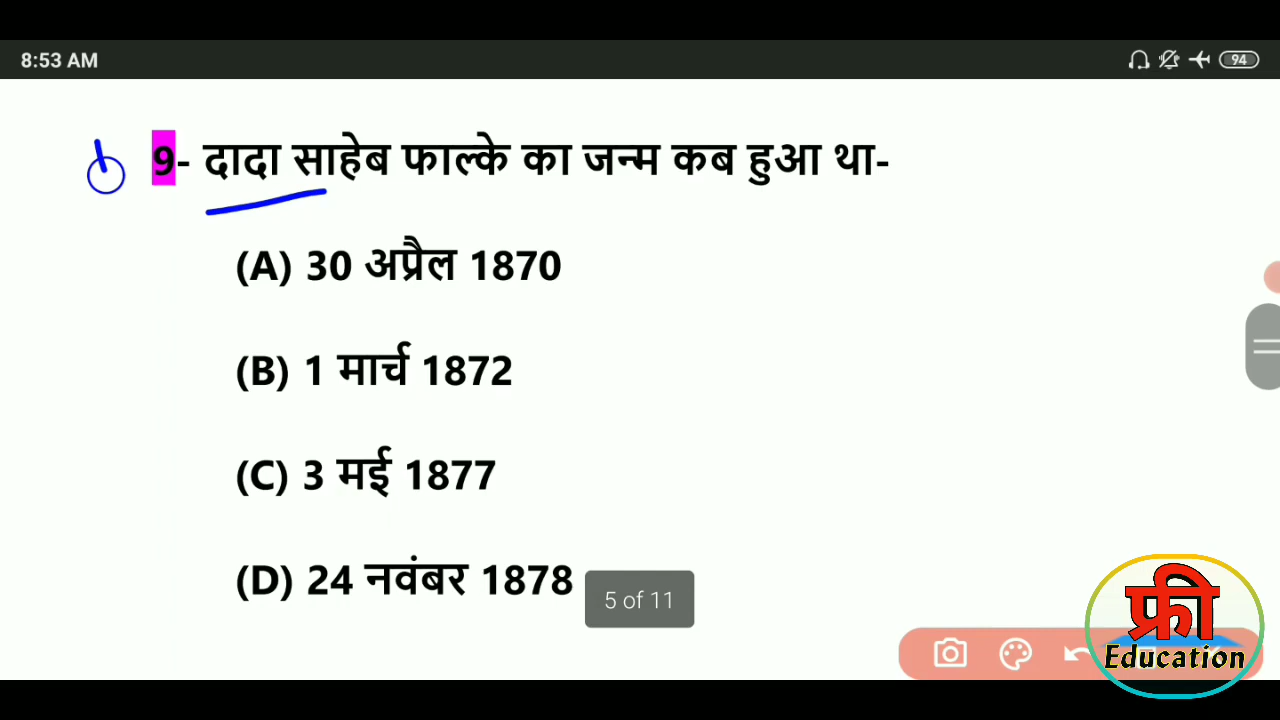 8:53 AM
94
9- दादा साहेब फाल्के का जन्म कब हुआ था-
(A) 30 अप्रैल 1870
(B) 1 मार्च 1872
(C) 3 मई 1877
(D) 24 नवंबर 1878
5 of 11
फ्री
Education